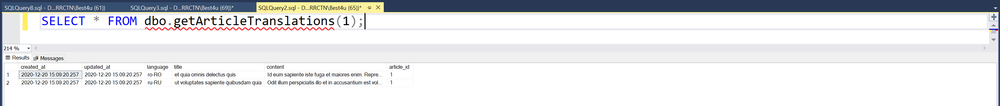 SQLQuery8.sql - D...RRCTN\Best4u (61)) SQLQuery3.sql - D...RRCTN\Best4u (69))* SQLQuery2.sql - D...RRCTN\Best4u (65))*
SELECT * FROM dbo.getArticleTranslations(1);
214 %
Results Messages
created_at updated_at language title content article_id
1 2020-12-20 15:09:20.257 2020-12-20 15:09:20.257 ro-RO et quia omnis delectus quis Id eum sapiente iste fuga et maiores enim. Repre... 1
2 2020-12-20 15:09:20.257 2020-12-20 15:09:20.257 ru-RU ut voluptates sapiente quibusdam quia Odit illum perspiciatis illo et in accusantium est vol... 1